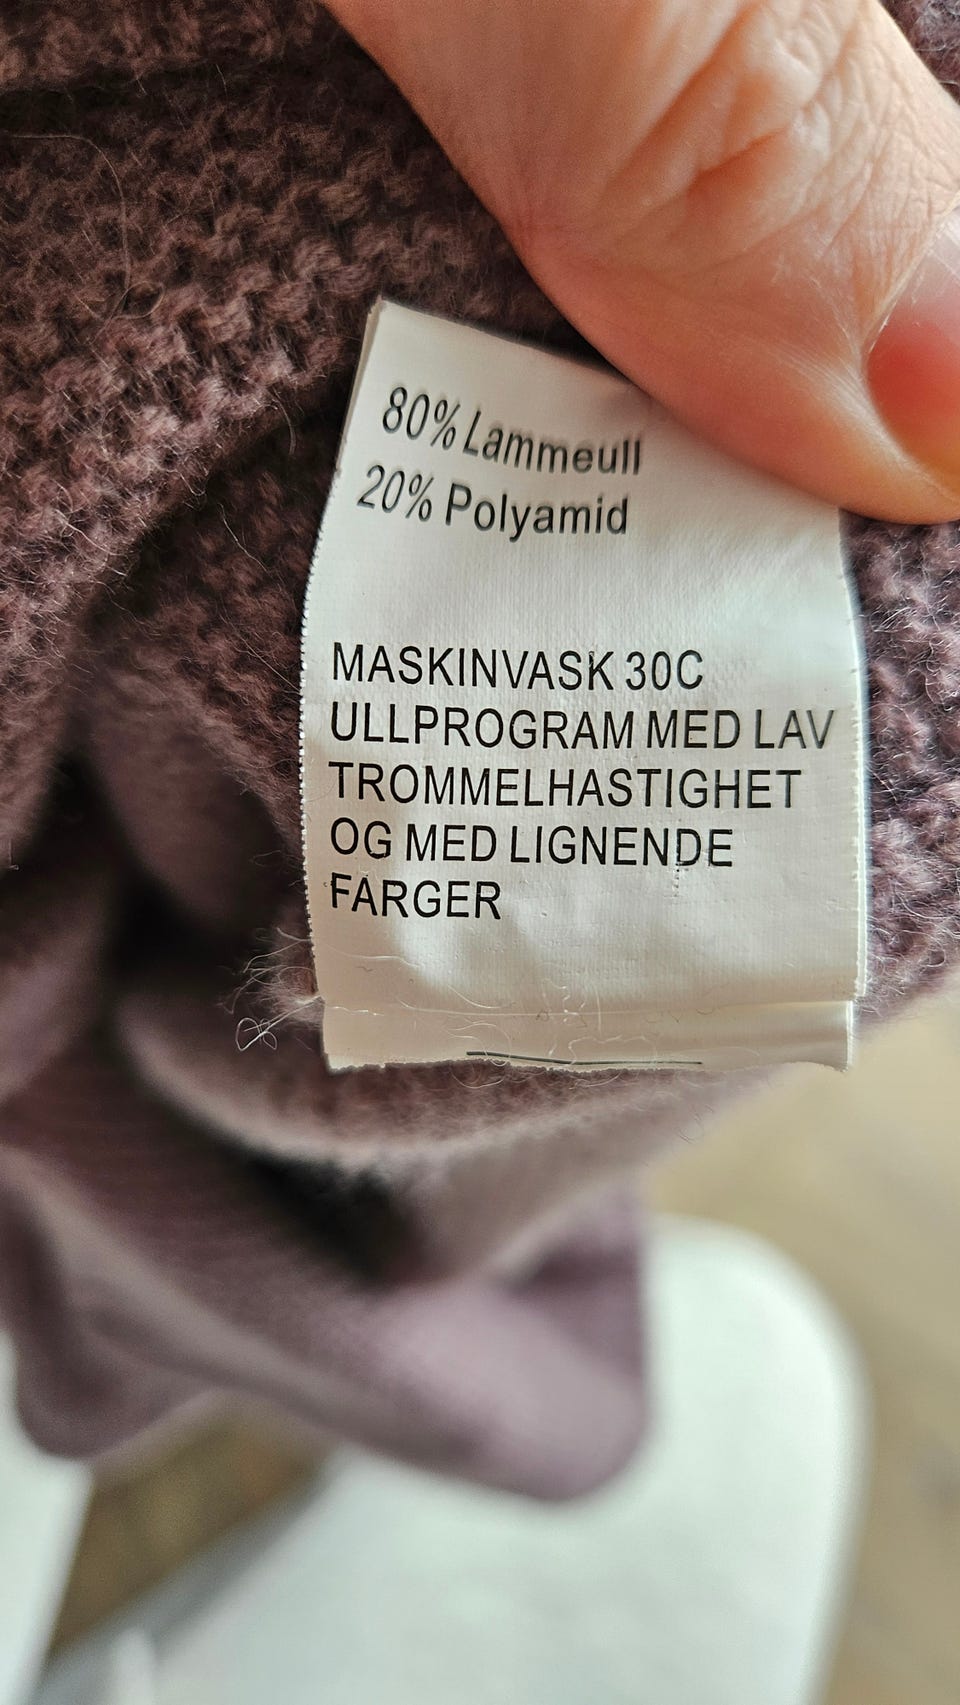 80% Lammeull
20% Polyamid
MASKINVASK 30C
ULLPROGRAM MED LAV
TROMMELHASTIGHET
OG MED LIGNENDE
FARGER